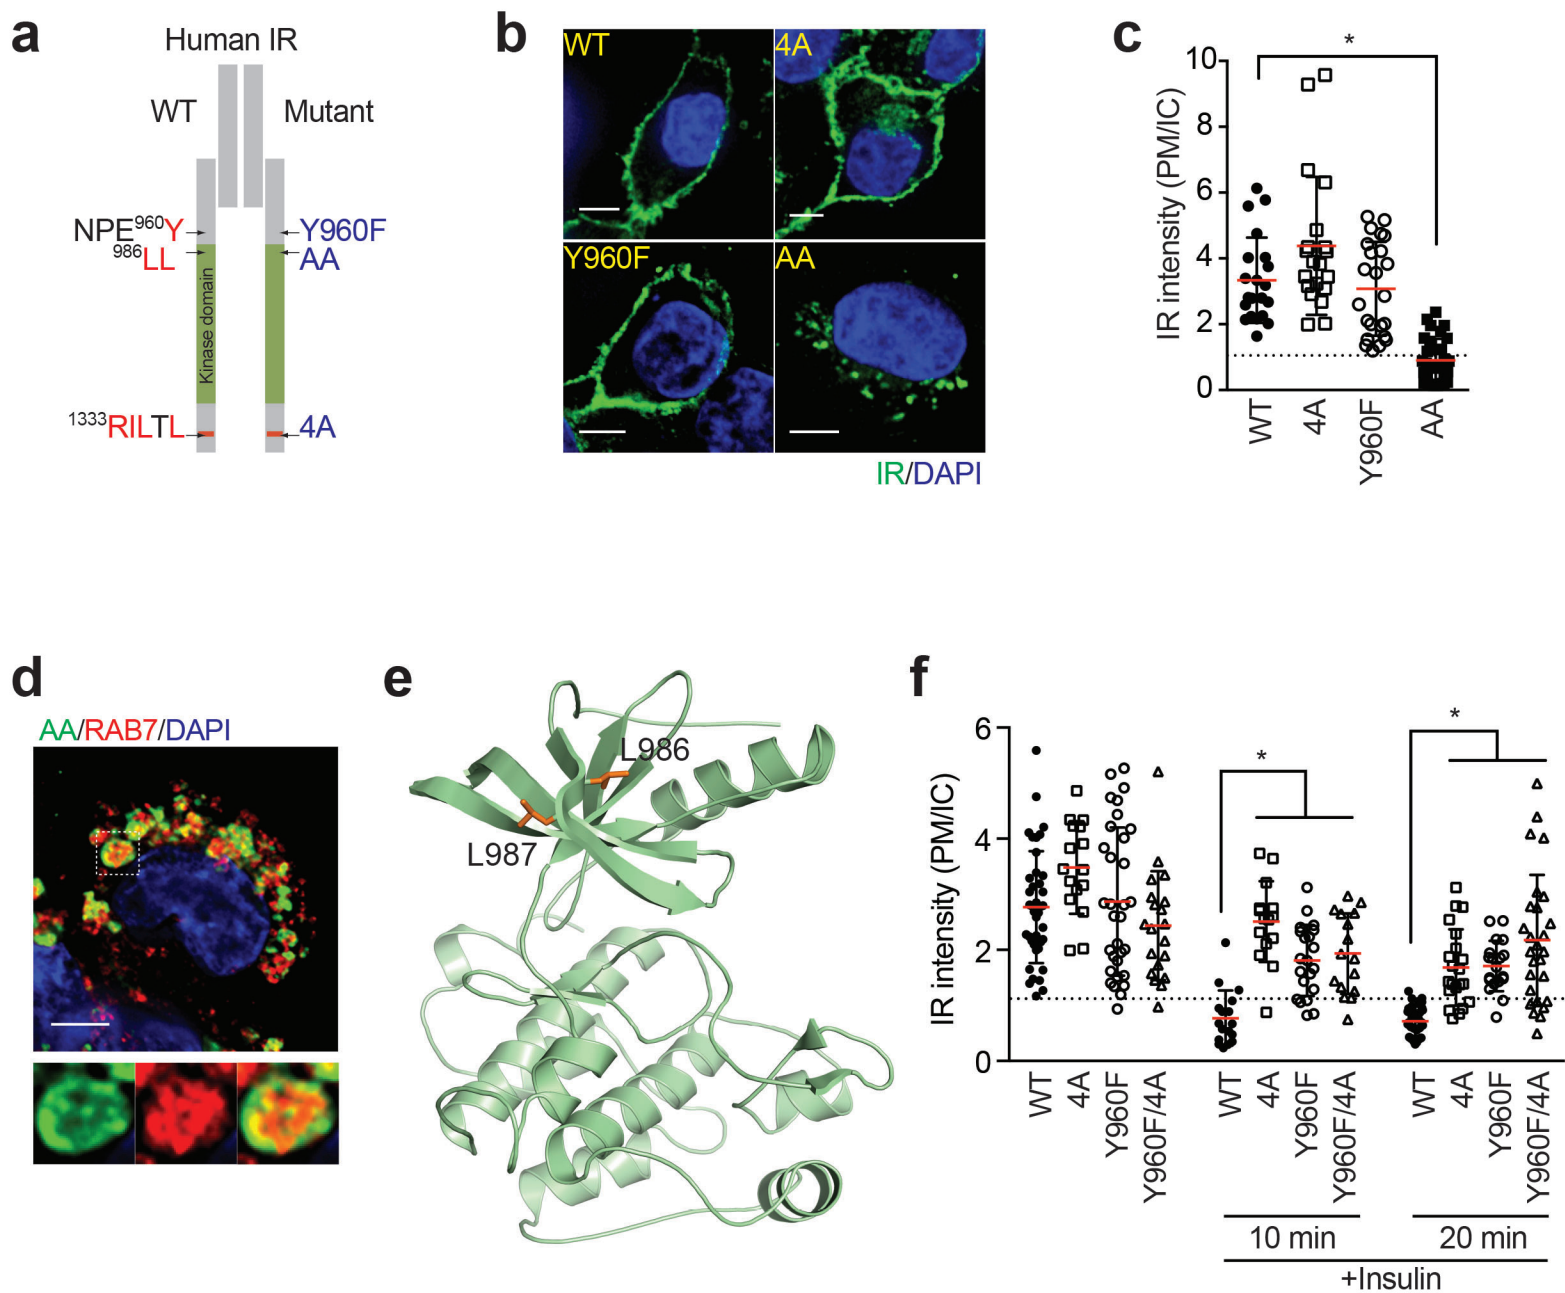 a
Human IR
WT
Mutant
NPE960Y
Y960F
986LL
AA
Kinase domain
1333RILTL
4A
b
WT
4A
Y960F
AA
IR/DAPI
c
*
IR intensity (PM/IC)
10
8
6
4
2
0
WT
4A
Y960F
AA
d
AA/RAB7/DAPI
e
L986
L987
f
*
*
IR intensity (PM/IC)
6
4
2
0
WT
4A
Y960F
Y960F/4A
WT
4A
Y960F
Y960F/4A
WT
4A
Y960F
Y960F/4A
10 min
20 min
+Insulin